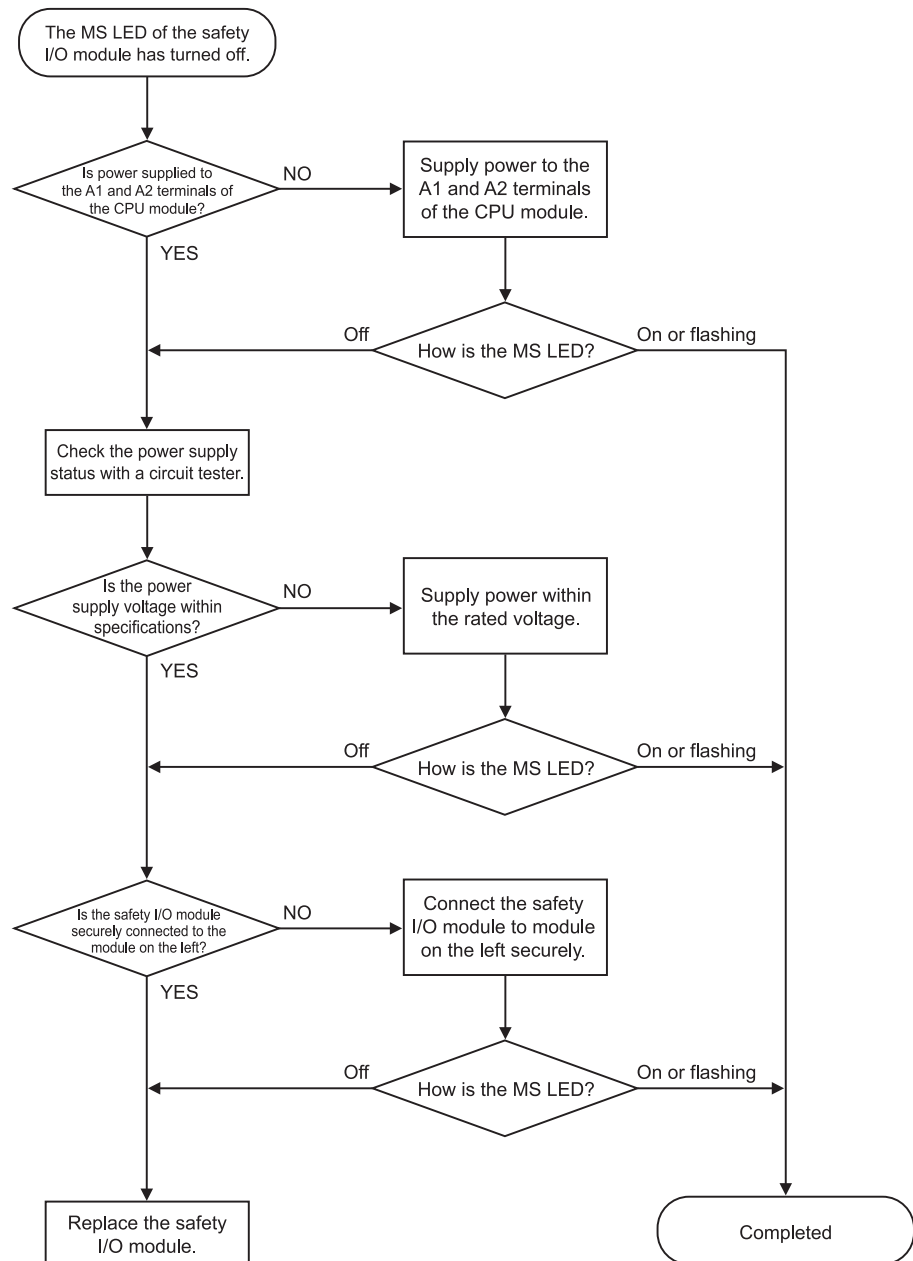 The MS LED of the safety
I/O module has turned off.
Is power supplied to
the A1 and A2 terminals of
the CPU module?
NO
Supply power to the
A1 and A2 terminals
of the CPU module.
YES
Off
How is the MS LED?
On or flashing
Check the power supply
status with a circuit tester.
Is the power
supply voltage within
specifications?
NO
Supply power within
the rated voltage.
YES
Off
How is the MS LED?
On or flashing
Is the safety I/O module
securely connected to the
module on the left?
NO
Connect the safety
I/O module to module
on the left securely.
YES
Off
How is the MS LED?
On or flashing
Replace the safety
I/O module.
Completed